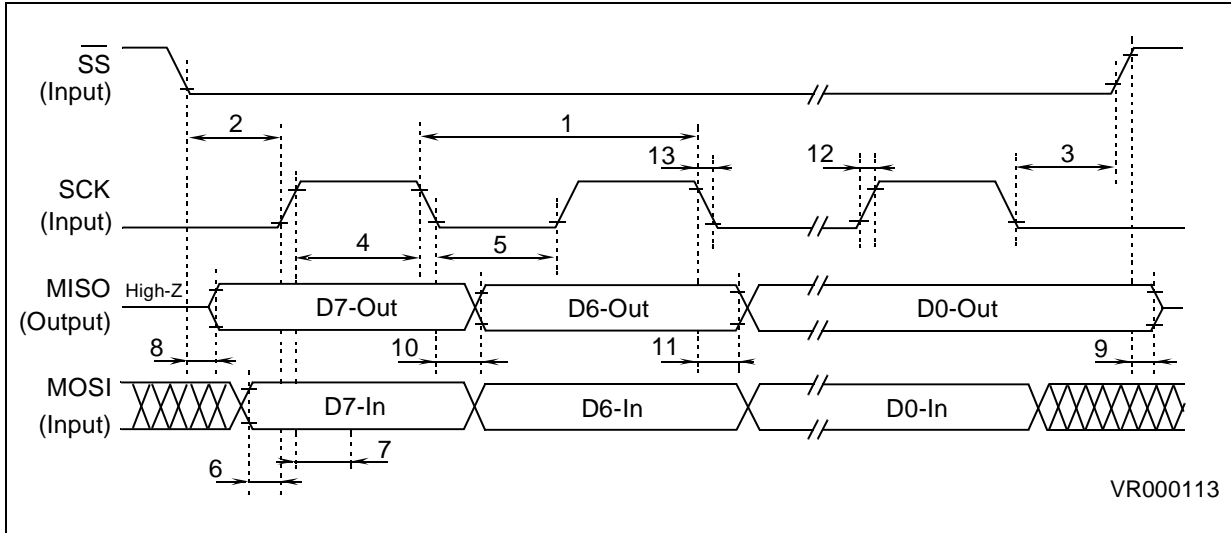 SS
(Input)
2
1
13
12
3
SCK
(Input)
4
5
MISO
(Output)
High-Z
D7-Out
D6-Out
D0-Out
8
10
11
9
MOSI
(Input)
D7-In
D6-In
D0-In
7
6
VR000113